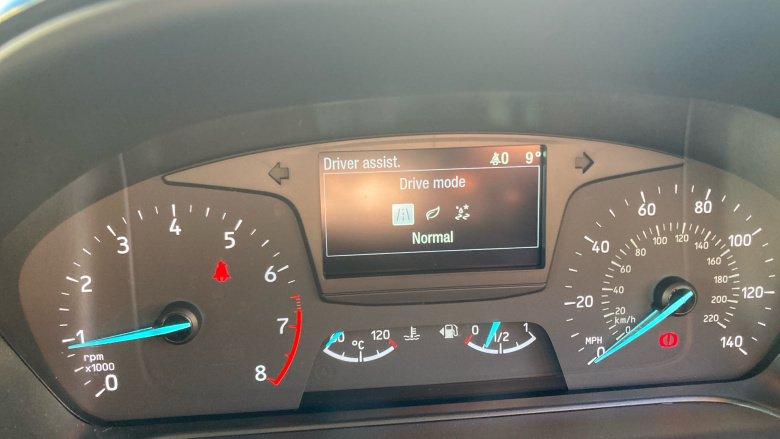 Driver assist. 0 9°
Drive mode
Normal
0 1 2 3 4 5 6 7 8
rpm
x1000
120
°C
0 1/2 1
0 20 40 60 80 100 120 140
MPH
0 20 40 60 80 100 120 140 160 180 200 220
km/h